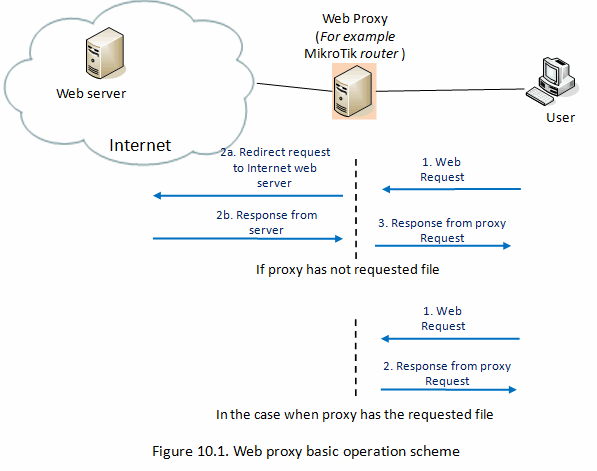 Web Proxy
(For example
MikroTik router )
Web server
User
Internet
2a. Redirect request
to Internet web
server
1. Web
Request
2b. Response from
server
3. Response from proxy
Request
If proxy has not requested file
1. Web
Request
2. Response from proxy
Request
In the case when proxy has the requested file
Figure 10.1. Web proxy basic operation scheme